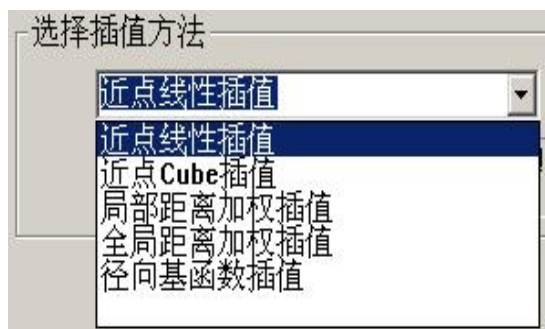 选择插值方法
近点线性插值
近点线性插值
近点Cube插值
局部距离加权插值
全局距离加权插值
径向基函数插值